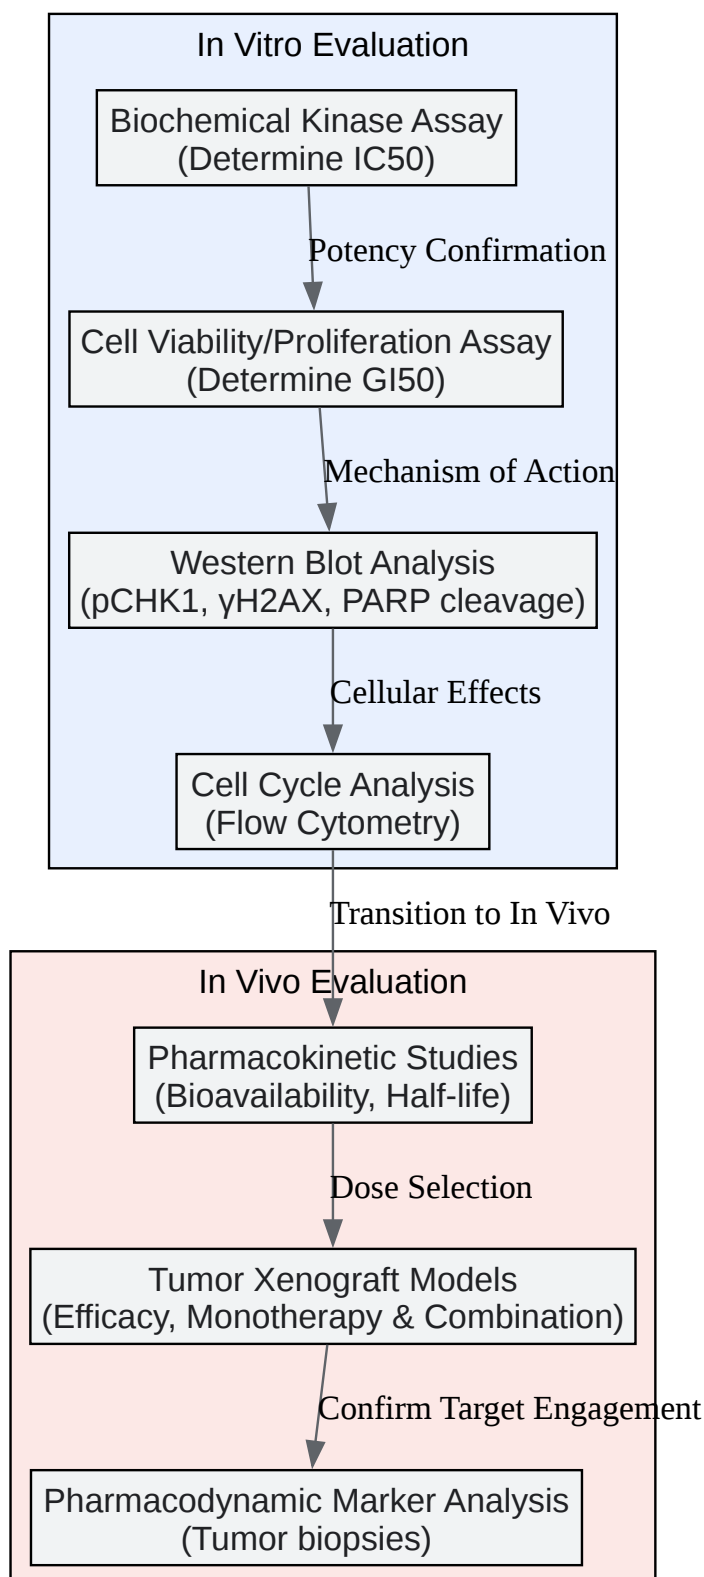 In Vitro Evaluation
Biochemical Kinase Assay
(Determine IC50)
Potency Confirmation
Cell Viability/Proliferation Assay
(Determine GI50)
Mechanism of Action
Western Blot Analysis
(pCHK1, γH2AX, PARP cleavage)
Cellular Effects
Cell Cycle Analysis
(Flow Cytometry)
Transition to In Vivo
In Vivo Evaluation
Pharmacokinetic Studies
(Bioavailability, Half-life)
Dose Selection
Tumor Xenograft Models
(Efficacy, Monotherapy & Combination)
Confirm Target Engagement
Pharmacodynamic Marker Analysis
(Tumor biopsies)